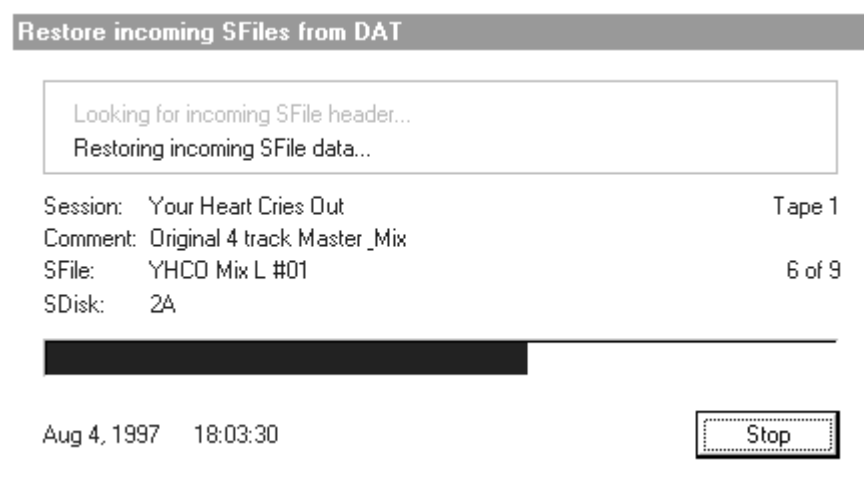 Restore incoming SFiles from DAT
Looking for incoming SFile header...
Restoring incoming SFile data...
Session: Your Heart Cries Out Tape 1
Comment: Original 4 track Master_Mix
SFile: YHCO Mix L #01 6 of 9
SDisk: 2A
Aug 4, 1997 18:03:30 Stop